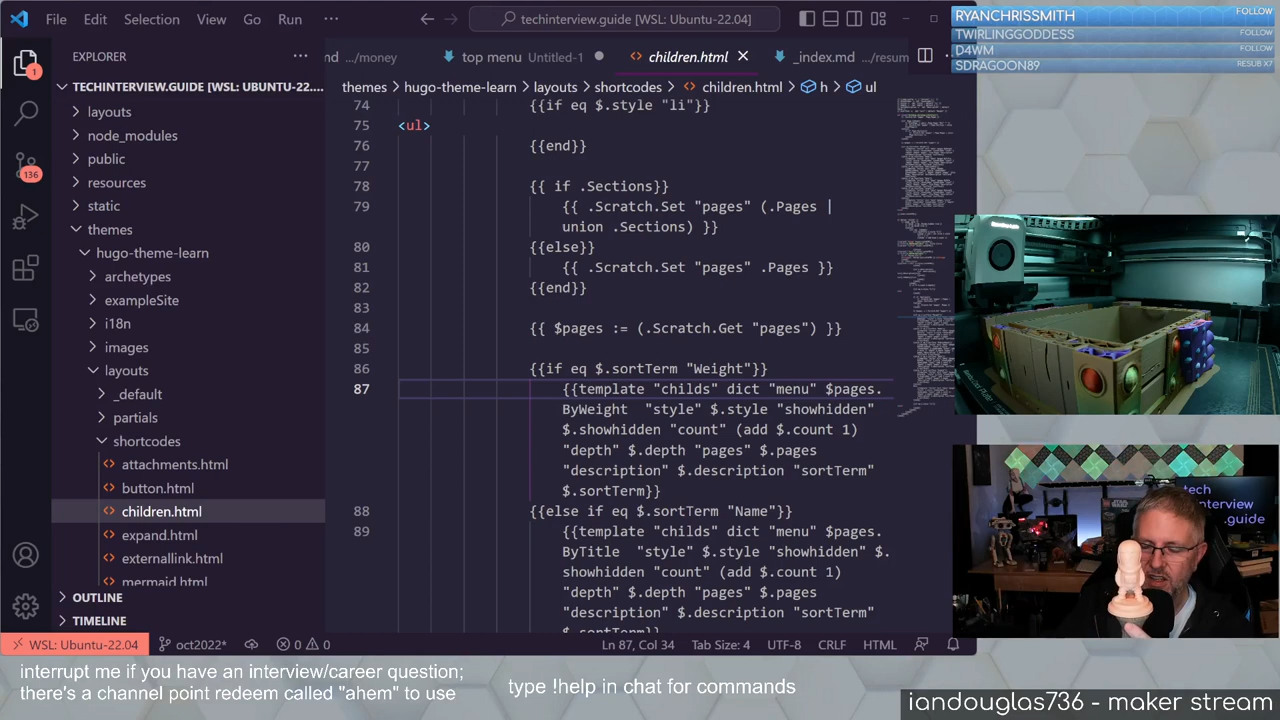 File Edit Selection View Go Run ···
techinterview.guide [WSL: Ubuntu-22.04]
RYANCHRISSMITH FOLLOW
TWIRLINGGODDESS FOLLOW
D4WM FOLLOW
SDRAGOON89 RESUB X7
EXPLORER ···
nd .../money
top menu Untitled-1
children.html
_index.md .../resum
TECHINTERVIEW.GUIDE [WSL: UBUNTU-22....
themes > hugo-theme-learn > layouts > shortcodes > children.html > h > ul
layouts
node_modules
public
resources
static
themes
hugo-theme-learn
archetypes
exampleSite
i18n
images
layouts
_default
partials
shortcodes
attachments.html
button.html
children.html
expand.html
externallink.html
mermaid.html
OUTLINE
TIMELINE
1
136
74 {{if eq $.style "li"}}
75 <ul>
76 {{end}}
77
78 {{ if .Sections}}
79 {{ .Scratch.Set "pages" (.Pages |
union .Sections) }}
80 {{else}}
81 {{ .Scratch.Set "pages" .Pages }}
82 {{end}}
83
84 {{ $pages := (.Scratch.Get "pages") }}
85
86 {{if eq $.sortTerm "Weight"}}
87 {{template "childs" dict "menu" $pages.
ByWeight "style" $.style "showhidden"
$.showhidden "count" (add $.count 1)
"depth" $.depth "pages" $.pages
"description" $.description "sortTerm"
$.sortTerm}}
88 {{else if eq $.sortTerm "Name"}}
89 {{template "childs" dict "menu" $pages.
ByTitle "style" $.style "showhidden" $.
showhidden "count" (add $.count 1)
"depth" $.depth "pages" $.pages
"description" $.description "sortTerm"
tech
interview
.guide
WSL: Ubuntu-22.04 oct2022* 0 0 Ln 87, Col 34 Tab Size: 4 UTF-8 CRLF HTML
interrupt me if you have an interview/career question;
there's a channel point redeem called "ahem" to use
type !help in chat for commands
iandouglas736 - maker stream